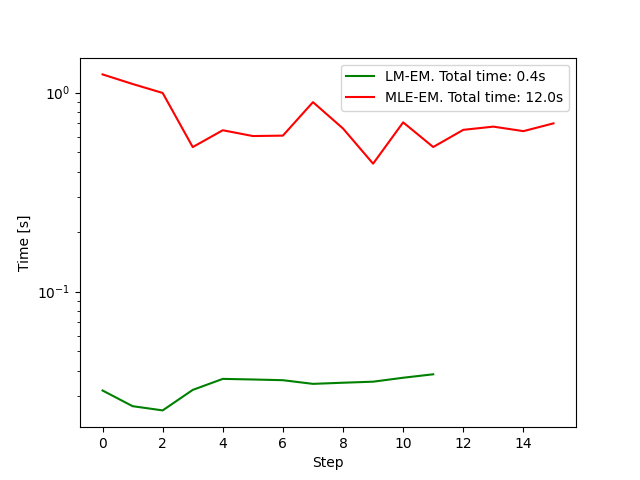 LM-EM. Total time: 0.4s
MLE-EM. Total time: 12.0s
10⁰
10⁻¹
Time [s]
0 2 4 6 8 10 12 14
Step